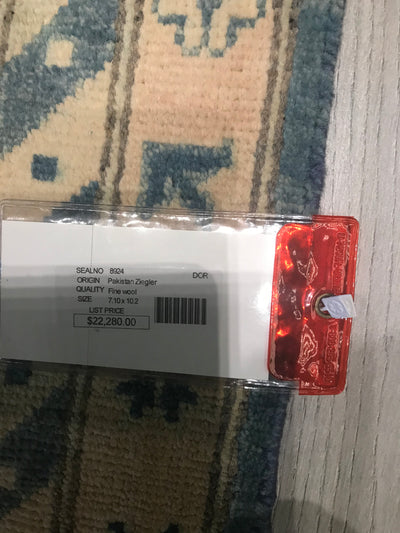 SEALNO 8924
DOR
ORIGIN Pakistan Ziegler
QUALITY Fine wool
SIZE 7.10 x 10.2
LIST PRICE
$22,280.00